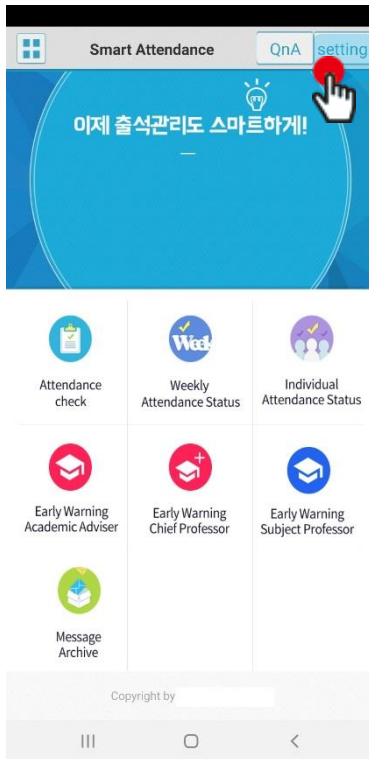 Smart Attendance
QnA
setting
이제 출석관리도 스마트하게!
Week
Attendance
check
Weekly
Attendance Status
Individual
Attendance Status
Early Warning
Academic Adviser
Early Warning
Chief Professor
Early Warning
Subject Professor
Message
Archive
Copyright by